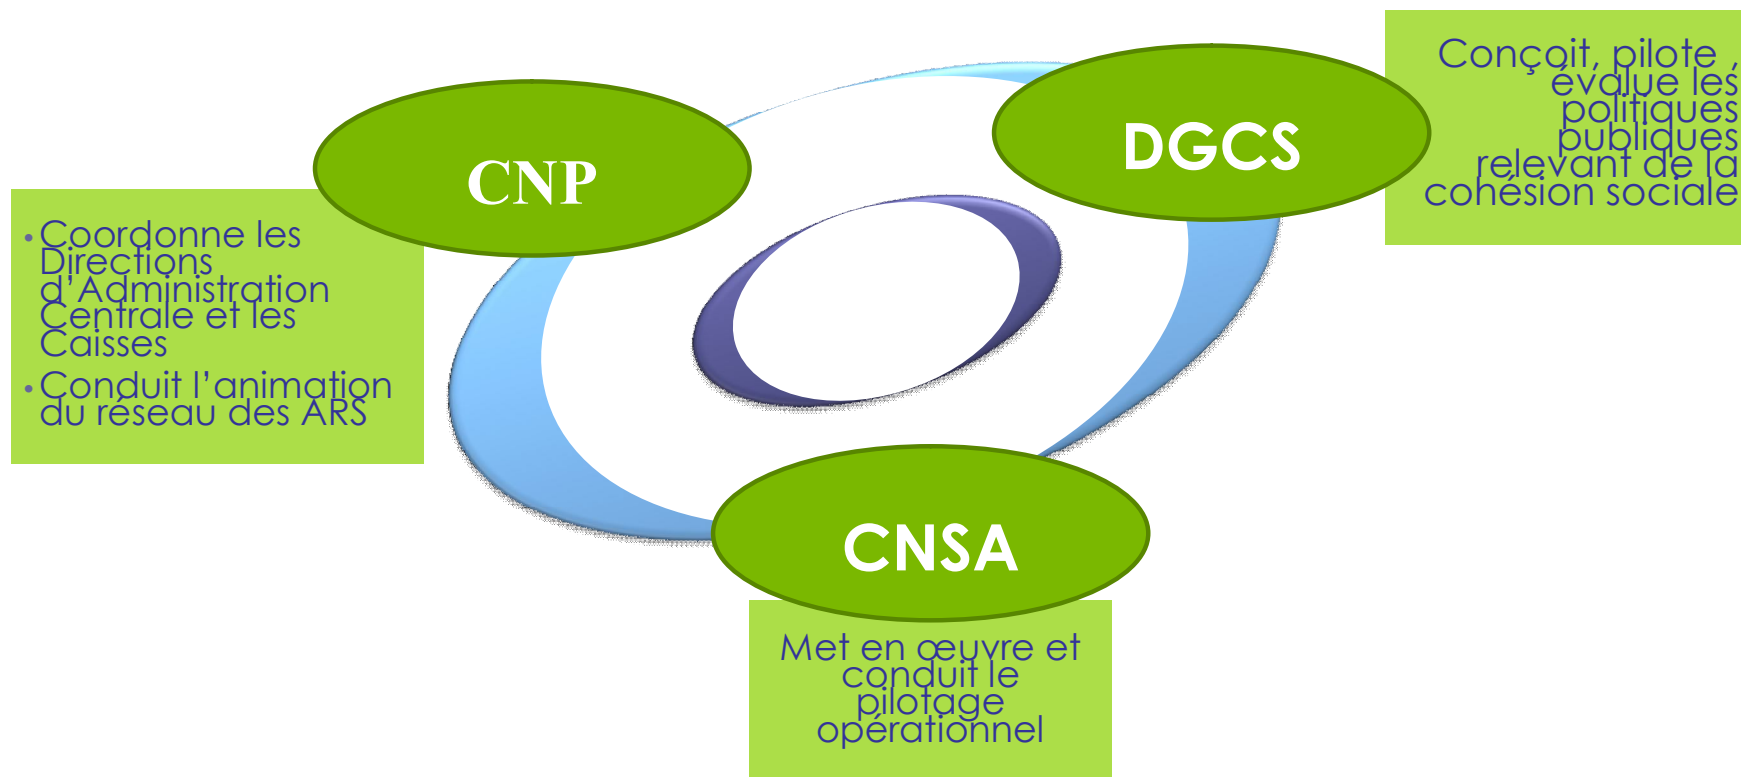 CNP
• Coordonne les
Directions
d’Administration
Centrale et les
Caisses
• Conduit l’animation
du réseau des ARS
DGCS
Conçoit, pilote ,
évalue les
politiques
publiques
relevant de la
cohésion sociale
CNSA
Met en œuvre et
conduit le
pilotage
opérationnel